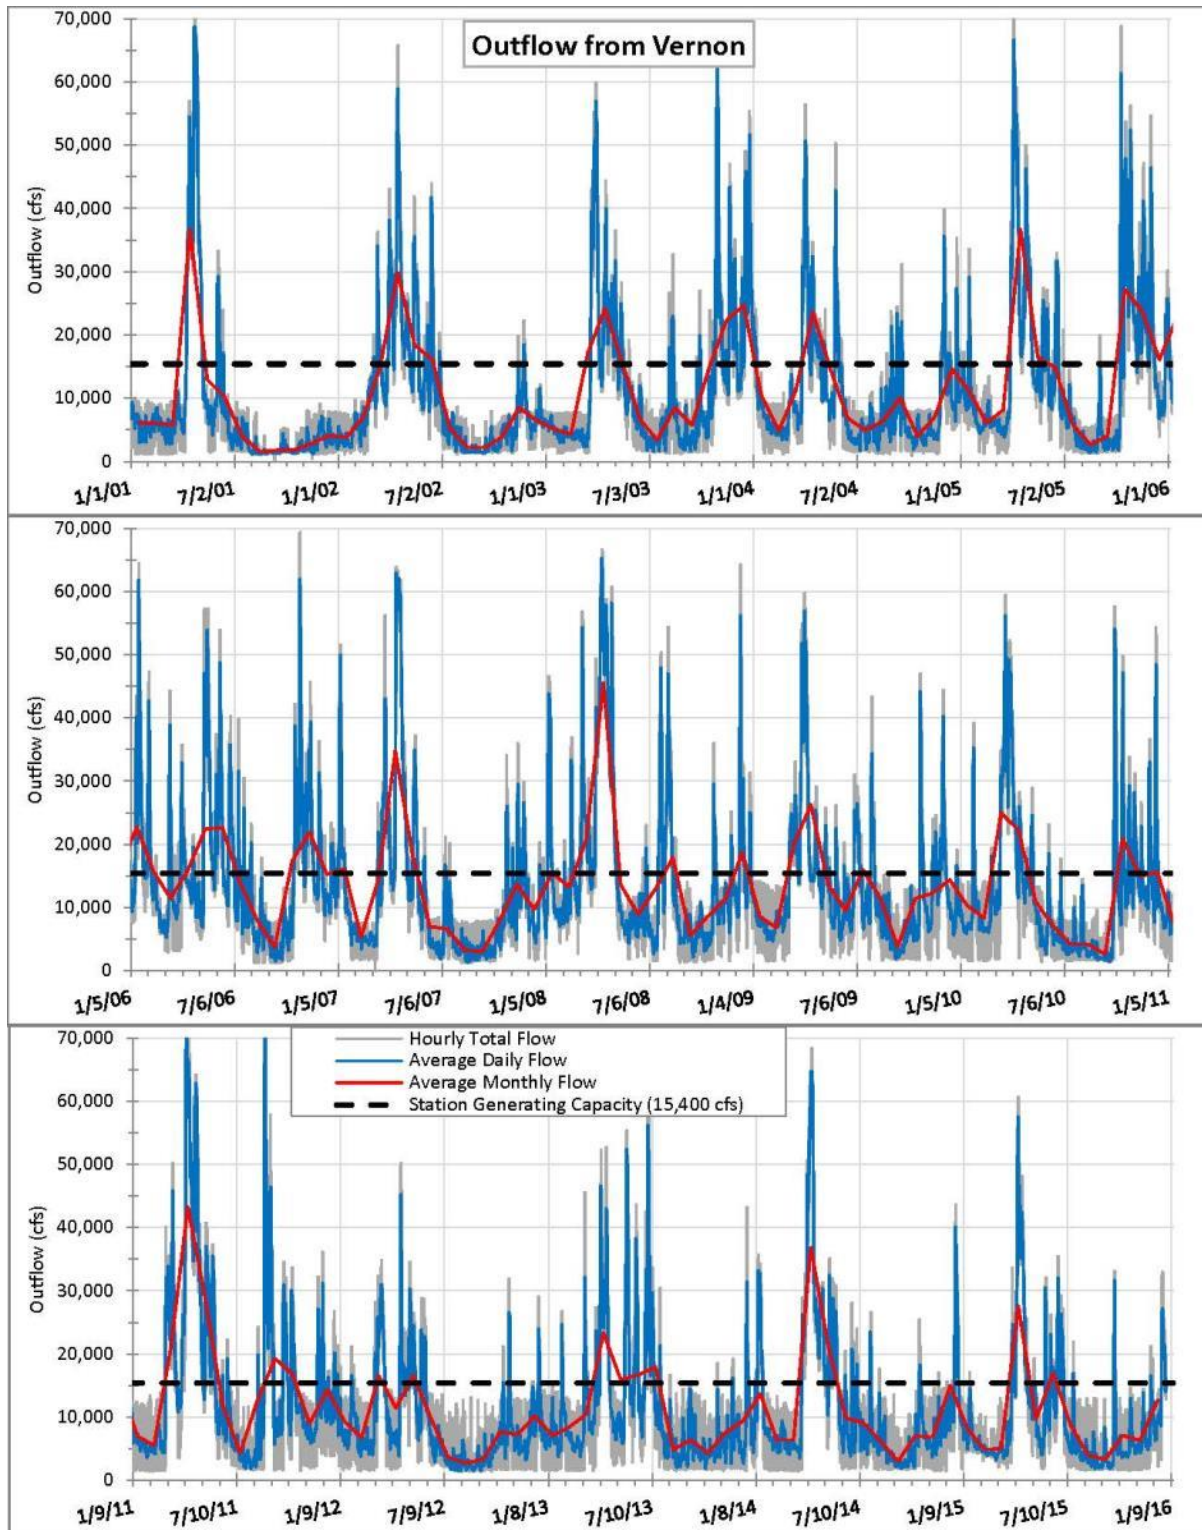 Outflow from Vernon
Outflow (cfs)
70,000
60,000
50,000
40,000
30,000
20,000
10,000
0
1/1/01 7/2/01 1/1/02 7/2/02 1/1/03 7/3/03 1/1/04 7/2/04 1/1/05 7/2/05 1/1/06
Outflow (cfs)
70,000
60,000
50,000
40,000
30,000
20,000
10,000
0
1/5/06 7/6/06 1/5/07 7/6/07 1/5/08 7/6/08 1/4/09 7/6/09 1/5/10 7/6/10 1/5/11
Hourly Total Flow
Average Daily Flow
Average Monthly Flow
Station Generating Capacity (15,400 cfs)
Outflow (cfs)
70,000
60,000
50,000
40,000
30,000
20,000
10,000
0
1/9/11 7/10/11 1/9/12 7/9/12 1/8/13 7/10/13 1/8/14 7/10/14 1/9/15 7/10/15 1/9/16